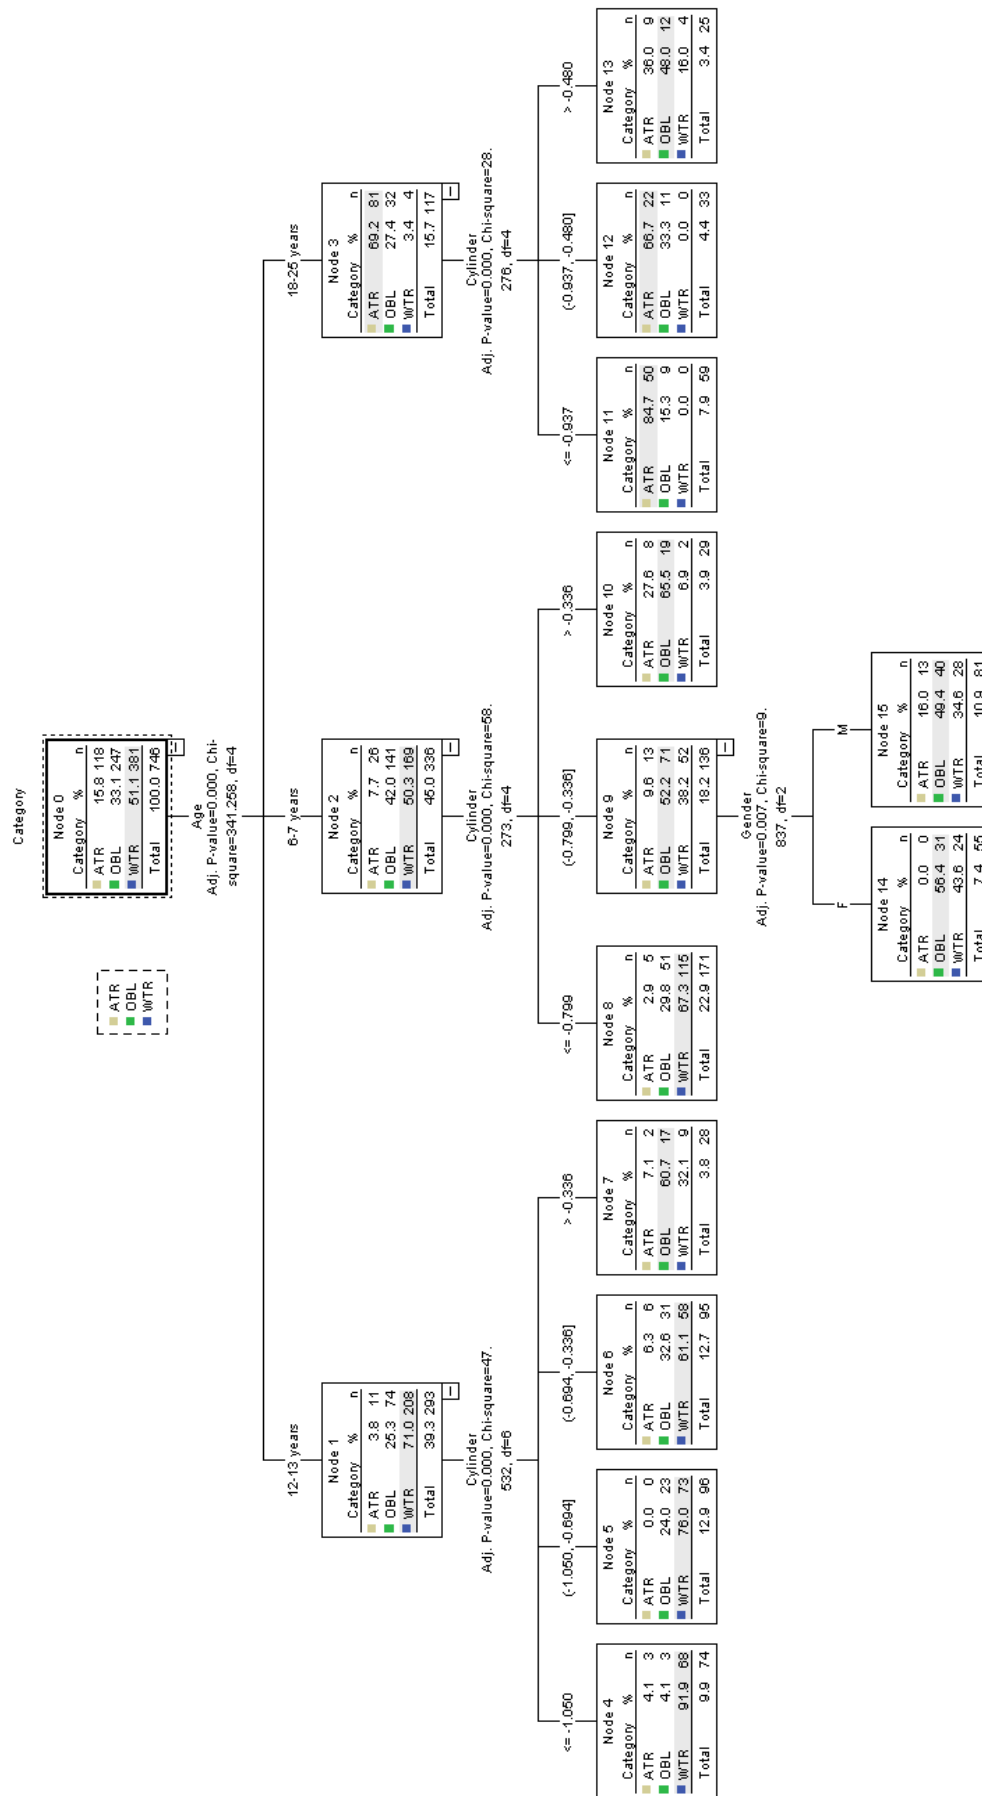 Category
Node 0
Category % n
ATR 15.8 118
OBL 33.1 247
WTR 51.1 381
Total 100.0 746
ATR
OBL
WTR
Age
Adj. P-value=0.000, Chi-
square=341.258, df=4
12-13 years
6-7 years
18-25 years
Node 1
Category % n
ATR 3.8 11
OBL 25.3 74
WTR 71.0 208
Total 39.3 293
Node 2
Category % n
ATR 7.7 26
OBL 42.0 141
WTR 50.3 169
Total 45.0 336
Node 3
Category % n
ATR 69.2 81
OBL 27.4 32
WTR 3.4 4
Total 15.7 117
Cylinder
Adj. P-value=0.000, Chi-square=47.
532, df=6
Cylinder
Adj. P-value=0.000, Chi-square=58.
273, df=4
Cylinder
Adj. P-value=0.000, Chi-square=28.
276, df=4
<= -1.050
(-1.050, -0.694]
(-0.694, -0.336]
> -0.336
<= -0.799
(-0.799, -0.336]
> -0.336
<= -0.937
(-0.937, -0.480]
> -0.480
Node 4
Category % n
ATR 4.1 3
OBL 4.1 3
WTR 91.9 68
Total 9.9 74
Node 5
Category % n
ATR 0.0 0
OBL 24.0 23
WTR 76.0 73
Total 12.9 96
Node 6
Category % n
ATR 6.3 6
OBL 32.6 31
WTR 61.1 58
Total 12.7 95
Node 7
Category % n
ATR 7.1 2
OBL 60.7 17
WTR 32.1 9
Total 3.8 28
Node 8
Category % n
ATR 2.9 5
OBL 29.8 51
WTR 67.3 115
Total 22.9 171
Node 9
Category % n
ATR 9.6 13
OBL 52.2 71
WTR 38.2 52
Total 18.2 136
Node 10
Category % n
ATR 27.6 8
OBL 65.5 19
WTR 6.9 2
Total 3.9 29
Node 11
Category % n
ATR 84.7 50
OBL 15.3 9
WTR 0.0 0
Total 7.9 59
Node 12
Category % n
ATR 66.7 22
OBL 33.3 11
WTR 0.0 0
Total 4.4 33
Node 13
Category % n
ATR 36.0 9
OBL 48.0 12
WTR 16.0 4
Total 3.4 25
Gender
Adj. P-value=0.007, Chi-square=9.
837, df=2
F
M
Node 14
Category % n
ATR 0.0 0
OBL 56.4 31
WTR 43.6 24
Total 7.4 55
Node 15
Category % n
ATR 16.0 13
OBL 49.4 40
WTR 34.6 28
Total 10.9 81